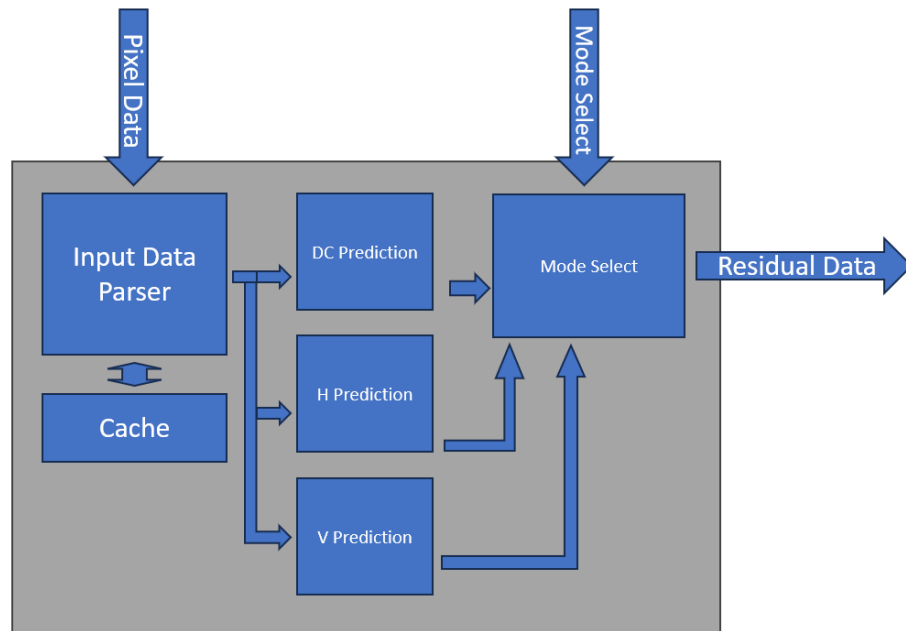 Pixel Data
Mode Select
Input Data
Parser
DC Prediction
Mode Select
Residual Data
H Prediction
Cache
V Prediction